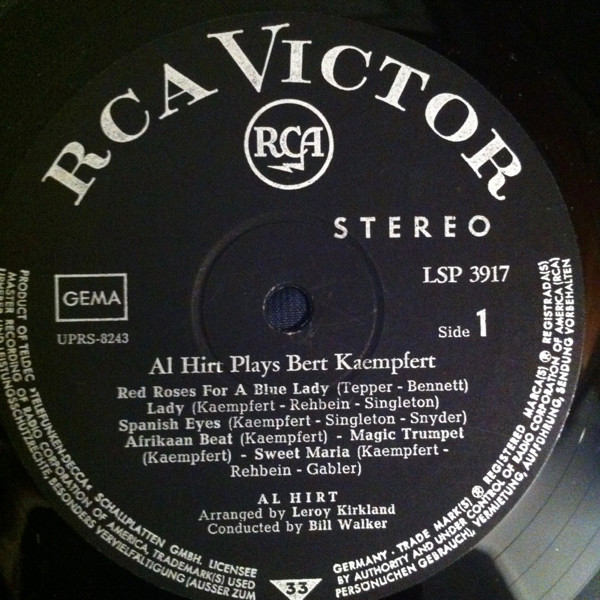 RCA VICTOR
RCA
STEREO
LSP 3917
GEMA
UPRS-8243
Side 1
Al Hirt Plays Bert Kaempfert
Red Roses For A Blue Lady (Tepper - Bennett)
Lady (Kaempfert - Rehbein - Singleton)
Spanish Eyes (Kaempfert - Singleton - Snyder)
Afrikaan Beat (Kaempfert) - Magic Trumpet
(Kaempfert) - Sweet Maria (Kaempfert -
Rehbein - Gabler)
AL HIRT
Arranged by Leroy Kirkland
Conducted by Bill Walker
PRODUCT OF TELDEC »TELEFUNKEN-DECCA« SCHALLPLATTEN GMBH. LICENSEE
MASTER RECORDING OF RADIO CORPORATION OF AMERICA, TRADEMARK(S) USED
LEISTUNGSSCHUTZRECHTE, BESONDERS VERVIELFÄLTIGUNG (AUSSER ZUM
33
GERMANY · TRADE MARK(S) ® REGISTERED MARCA(S) ® REGISTRADA(S)
BY AUTHORITY AND UNDER CONTROL OF RADIO CORPORATION OF AMERICA (RCA)
PERSÖNLICHEN GEBRAUCH), VERMIETUNG, AUFFÜHRUNG, SENDUNG VORBEHALTEN